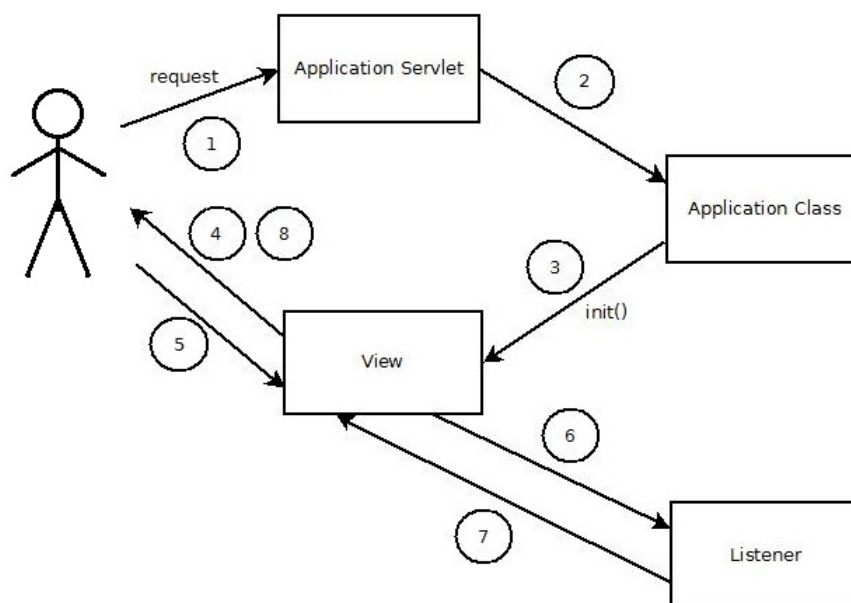 Application Servlet
request
2
1
Application Class
4
8
3
init()
5
View
6
7
Listener